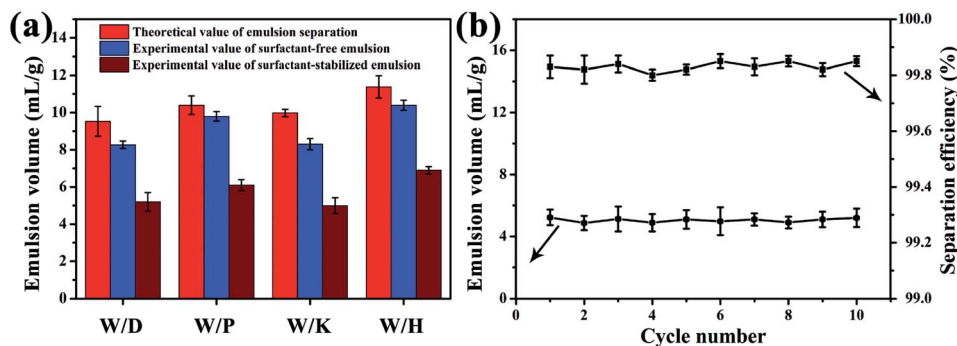 (a)
Emulsion volume (mL/g)
14
12
10
8
6
4
2
0
Theoretical value of emulsion separation
Experimental value of surfactant-free emulsion
Experimental value of surfactant-stabilized emulsion
W/D W/P W/K W/H
(b)
Emulsion volume (mL/g)
16
12
8
4
0
0 2 4 6 8 10
Cycle number
100.0
99.8
99.6
99.4
99.2
99.0
Separation efficiency (%)